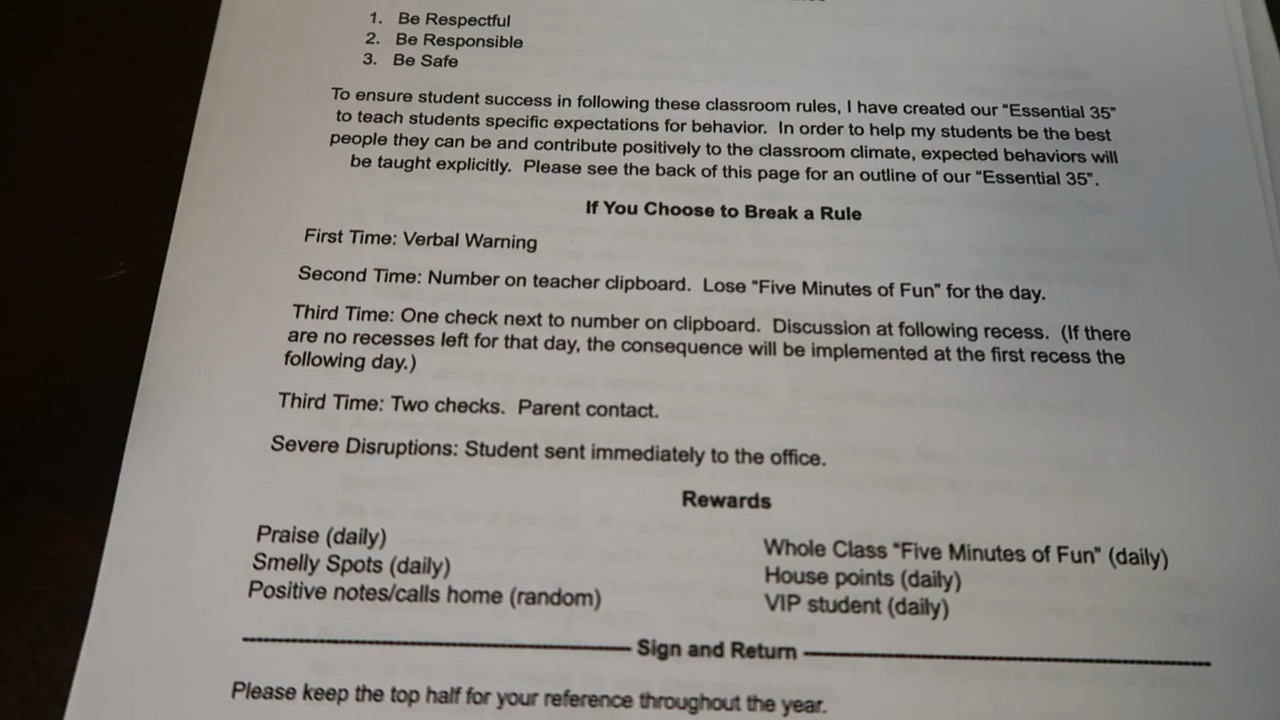 1. Be Respectful
2. Be Responsible
3. Be Safe
To ensure student success in following these classroom rules, I have created our “Essential 35”
to teach students specific expectations for behavior. In order to help my students be the best
people they can be and contribute positively to the classroom climate, expected behaviors will
be taught explicitly. Please see the back of this page for an outline of our “Essential 35”.
If You Choose to Break a Rule
First Time: Verbal Warning
Second Time: Number on teacher clipboard. Lose “Five Minutes of Fun” for the day.
Third Time: One check next to number on clipboard. Discussion at following recess. (If there
are no recesses left for that day, the consequence will be implemented at the first recess the
following day.)
Third Time: Two checks. Parent contact.
Severe Disruptions: Student sent immediately to the office.
Rewards
Praise (daily)
Smelly Spots (daily)
Positive notes/calls home (random)
Whole Class “Five Minutes of Fun” (daily)
House points (daily)
VIP student (daily)
Sign and Return
Please keep the top half for your reference throughout the year.